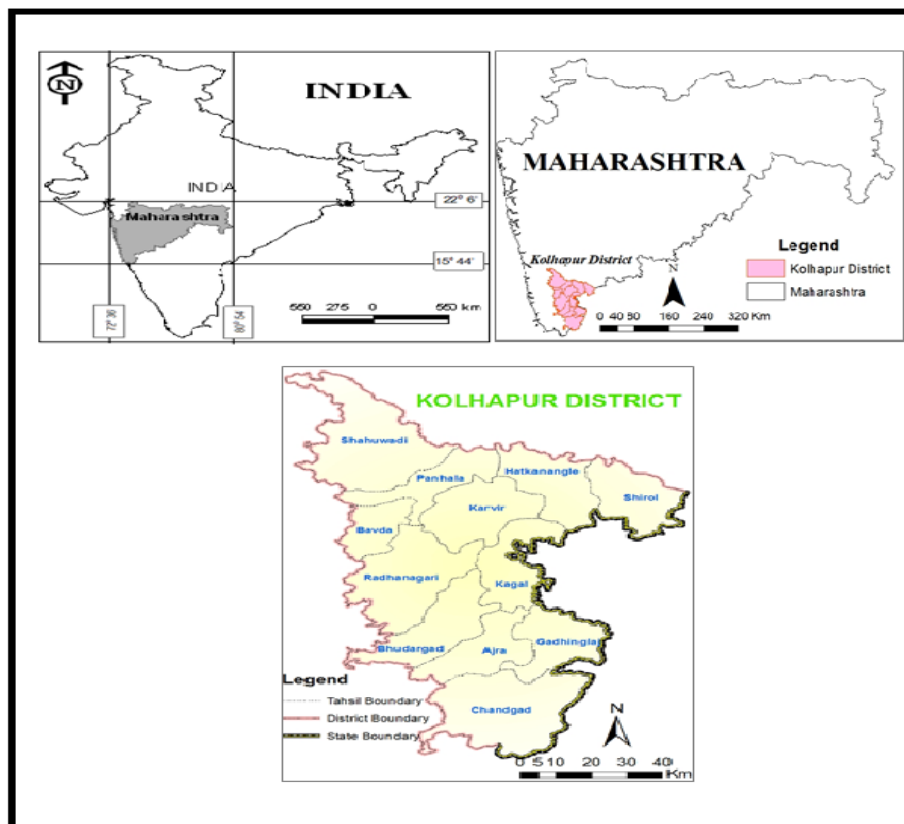 N
INDIA
INDIA
Maharashtra
22° 6'
15° 44'
72° 36'
80° 54'
550 275 0 550 km
MAHARASHTRA
Kolhapur District
Legend
Kolhapur District
Maharashtra
N
0 40 80 160 240 320 Km
KOLHAPUR DISTRICT
Shahuwadi
Panhala
Hatkanangle
Shirol
Karvir
Bavda
Radhanagari
Kagal
Bhudargad
Ajra
Gadhingla
Chandgad
Legend
Tahsil Boundary
District Boundary
State Boundary
N
0 5 10 20 30 40
Km